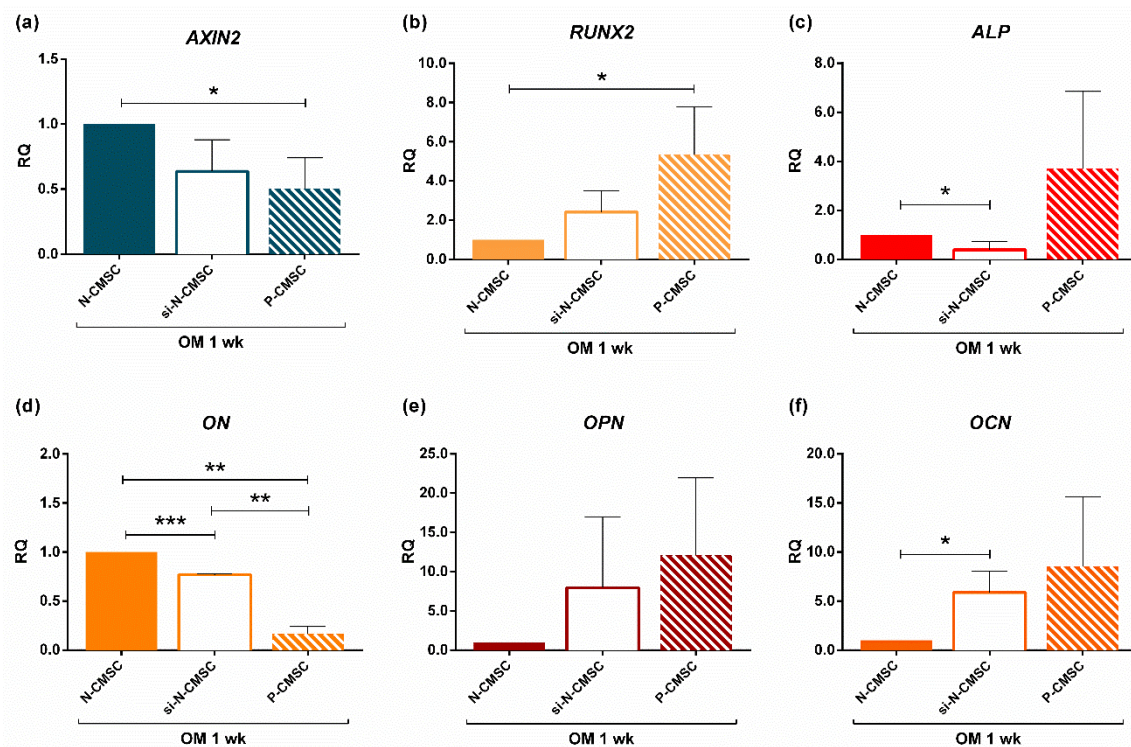 (a)
AXIN2
1.5
1.0
0.5
0.0
RQ
*
N-CMSC
si-N-CMSC
P-CMSC
OM 1 wk
(b)
RUNX2
10.0
8.0
6.0
4.0
2.0
0.0
RQ
*
N-CMSC
si-N-CMSC
P-CMSC
OM 1 wk
(c)
ALP
8.0
6.0
4.0
2.0
0.0
RQ
*
N-CMSC
si-N-CMSC
P-CMSC
OM 1 wk
(d)
ON
2.0
1.5
1.0
0.5
0.0
RQ
**
**
***
N-CMSC
si-N-CMSC
P-CMSC
OM 1 wk
(e)
OPN
25.0
20.0
15.0
10.0
5.0
0.0
RQ
N-CMSC
si-N-CMSC
P-CMSC
OM 1 wk
(f)
OCN
20.0
15.0
10.0
5.0
0.0
RQ
*
N-CMSC
si-N-CMSC
P-CMSC
OM 1 wk